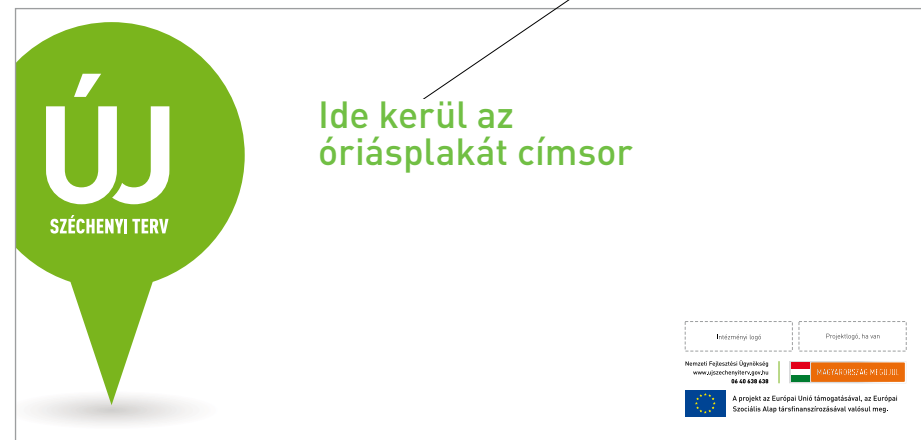 ÚJ
SZÉCHENYI TERV
Ide kerül az
óriásplakát címsor
Intézményi logó
Projektlogó, ha van
Nemzeti Fejlesztési Ügynökség
www.ujszechenyiterv.gov.hu
06 40 638 638
MAGYARORSZÁG MEGÚJUL
A projekt az Európai Unió támogatásával, az Európai
Szociális Alap társfinanszírozásával valósul meg.